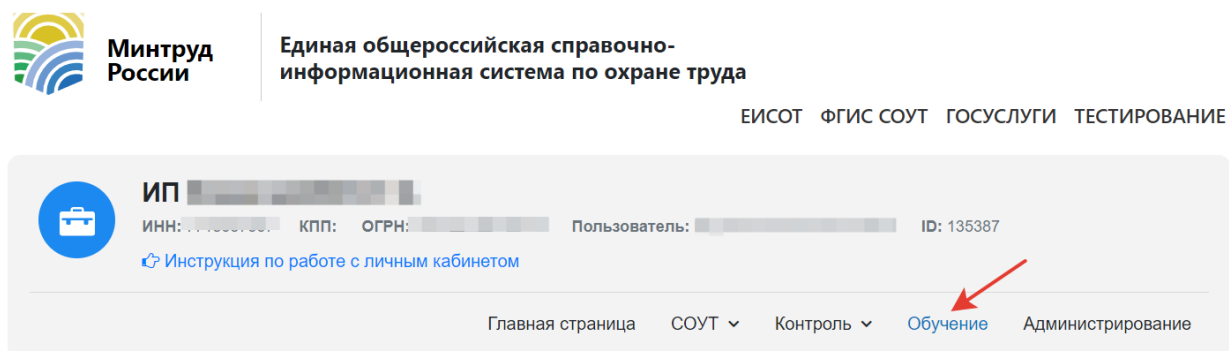 Минтруд
России
Единая общероссийская справочно-
информационная система по охране труда
ЕИСОТ ФГИС СОУТ ГОСУСЛУГИ ТЕСТИРОВАНИЕ
ИП
ИНН: КПП: ОГРН: Пользователь: ID: 135387
Инструкция по работе с личным кабинетом
Главная страница СОУТ Контроль Обучение Администрирование